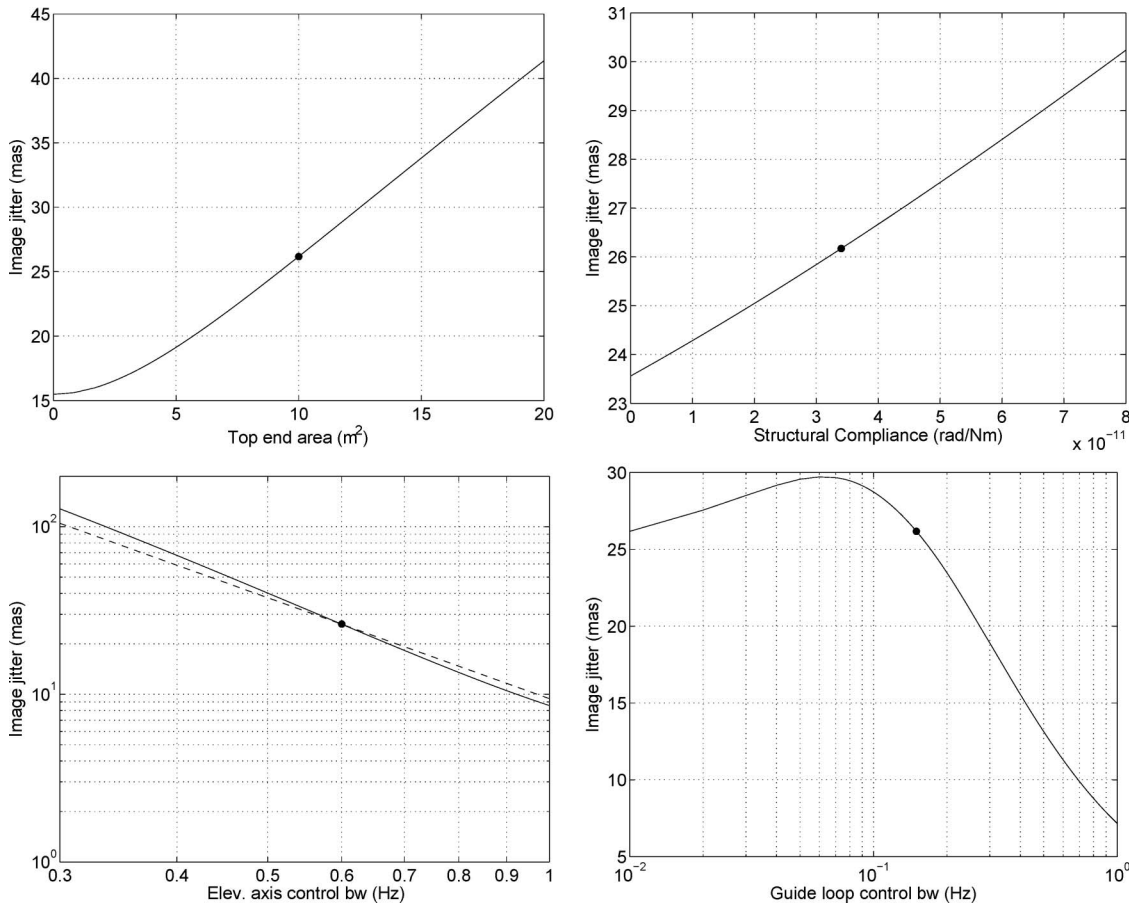 45
40
35
30
25
20
15
Image jitter (mas)
0 5 10 15 20
Top end area (m²)
31
30
29
28
27
26
25
24
23
Image jitter (mas)
0 1 2 3 4 5 6 7 8
Structural Compliance (rad/Nm)
x 10⁻¹¹
10²
10¹
10⁰
Image jitter (mas)
0.3 0.4 0.5 0.6 0.7 0.8 0.9 1
Elev. axis control bw (Hz)
30
25
20
15
10
5
Image jitter (mas)
10⁻² 10⁻¹ 10⁰
Guide loop control bw (Hz)